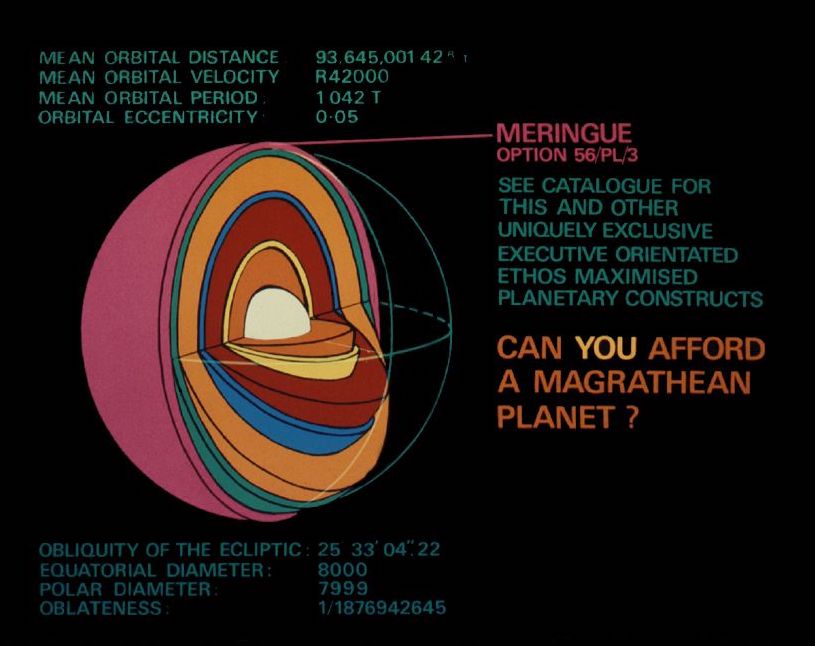 MEAN ORBITAL DISTANCE : 93,645,001·42
MEAN ORBITAL VELOCITY R42000
MEAN ORBITAL PERIOD : 1·042 T
ORBITAL ECCENTRICITY : 0·05
MERINGUE
OPTION 56/PL/3
SEE CATALOGUE FOR
THIS AND OTHER
UNIQUELY EXCLUSIVE
EXECUTIVE ORIENTATED
ETHOS MAXIMISED
PLANETARY CONSTRUCTS
CAN YOU AFFORD
A MAGRATHEAN
PLANET ?
OBLIQUITY OF THE ECLIPTIC : 25 33' 04".22
EQUATORIAL DIAMETER : 8000
POLAR DIAMETER : 7999
OBLATENESS : 1/1876942645